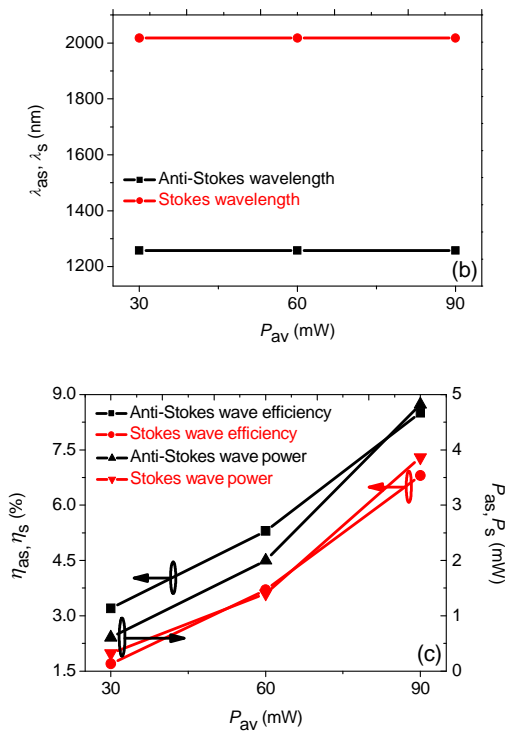 2000
1800
1600
1400
1200
λas, λs (nm)
Anti-Stokes wavelength
Stokes wavelength
(b)
30 60 90
Pav (mW)
9.0
7.5
6.0
4.5
3.0
1.5
ηas, ηs (%)
Anti-Stokes wave efficiency
Stokes wave efficiency
Anti-Stokes wave power
Stokes wave power
5
4
3
2
1
0
Pas, Ps (mW)
(c)
30 60 90
Pav (mW)